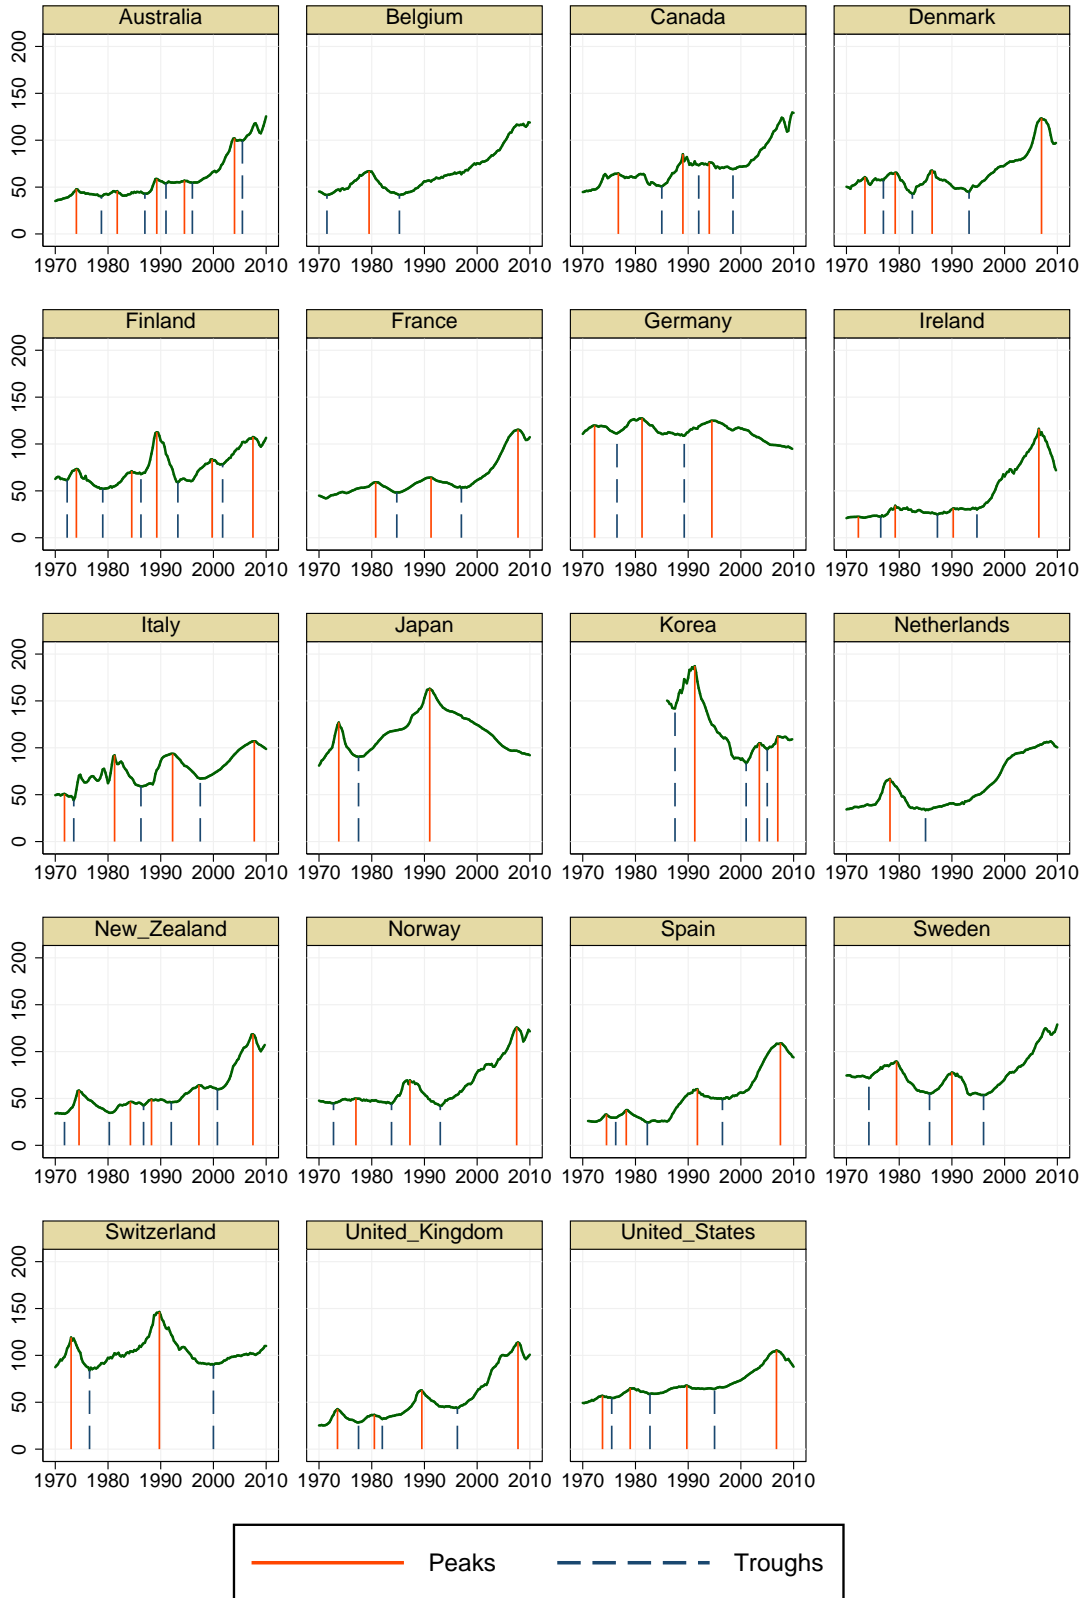 Australia Belgium Canada Denmark
200
150
100
50
0
1970 1980 1990 2000 2010 1970 1980 1990 2000 2010 1970 1980 1990 2000 2010 1970 1980 1990 2000 2010
Finland France Germany Ireland
200
150
100
50
0
1970 1980 1990 2000 2010 1970 1980 1990 2000 2010 1970 1980 1990 2000 2010 1970 1980 1990 2000 2010
Italy Japan Korea Netherlands
200
150
100
50
0
1970 1980 1990 2000 2010 1970 1980 1990 2000 2010 1970 1980 1990 2000 2010 1970 1980 1990 2000 2010
New_Zealand Norway Spain Sweden
200
150
100
50
0
1970 1980 1990 2000 2010 1970 1980 1990 2000 2010 1970 1980 1990 2000 2010 1970 1980 1990 2000 2010
Switzerland United_Kingdom United_States
200
150
100
50
0
1970 1980 1990 2000 2010 1970 1980 1990 2000 2010 1970 1980 1990 2000 2010
Peaks Troughs